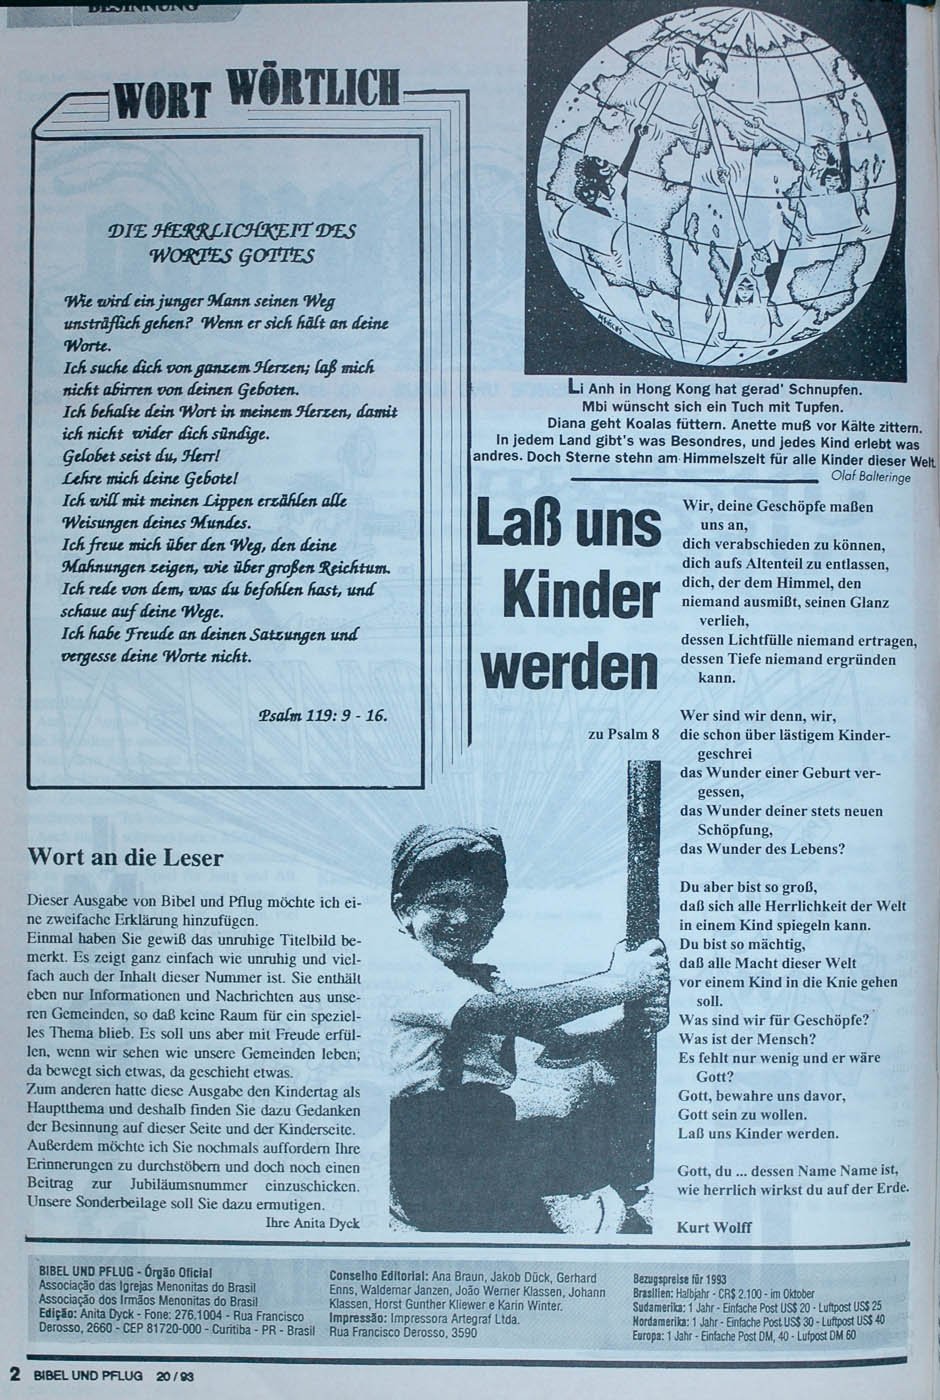 BESINNUNG
WORT WÖRTLICH
DIE HERRLICHKEIT DES
WORTES GOTTES
Wie wird ein junger Mann seinen Weg
unsträflich gehen? Wenn er sich hält an deine
Worte.
Ich suche dich von ganzem Herzen; laß mich
nicht abirren von deinen Geboten.
Ich behalte dein Wort in meinem Herzen, damit
ich nicht wider dich sündige.
Gelobet seist du, Herr!
Lehre mich deine Gebote!
Ich will mit meinen Lippen erzählen alle
Weisungen deines Mundes.
Ich freue mich über den Weg, den deine
Mahnungen zeigen, wie über großen Reichtum.
Ich rede von dem, was du befohlen hast, und
schaue auf deine Wege.
Ich habe Freude an deinen Satzungen und
vergesse deine Worte nicht.
Psalm 119: 9 - 16.
Li Anh in Hong Kong hat gerad' Schnupfen.
Mbi wünscht sich ein Tuch mit Tupfen.
Diana geht Koalas füttern. Anette muß vor Kälte zittern.
In jedem Land gibt's was Besondres, und jedes Kind erlebt was
andres. Doch Sterne stehn am Himmelszelt für alle Kinder dieser Welt.
Olaf Balteringe
Laß uns
Kinder
werden
zu Psalm 8
Wir, deine Geschöpfe maßen
uns an,
dich verabschieden zu können,
dich aufs Altenteil zu entlassen,
dich, der dem Himmel, den
niemand ausmißt, seinen Glanz
verlieh,
dessen Lichtfülle niemand ertragen,
dessen Tiefe niemand ergründen
kann.
Wer sind wir denn, wir,
die schon über lästigem Kinder-
geschrei
das Wunder einer Geburt ver-
gessen,
das Wunder deiner stets neuen
Schöpfung,
das Wunder des Lebens?
Du aber bist so groß,
daß sich alle Herrlichkeit der Welt
in einem Kind spiegeln kann.
Du bist so mächtig,
daß alle Macht dieser Welt
vor einem Kind in die Knie gehen
soll.
Was sind wir für Geschöpfe?
Was ist der Mensch?
Es fehlt nur wenig und er wäre
Gott?
Gott, bewahre uns davor,
Gott sein zu wollen.
Laß uns Kinder werden.
Gott, du ... dessen Name Name ist,
wie herrlich wirkst du auf der Erde.
Kurt Wolff
Wort an die Leser
Dieser Ausgabe von Bibel und Pflug möchte ich ei-
ne zweifache Erklärung hinzufügen.
Einmal haben Sie gewiß das unruhige Titelbild be-
merkt. Es zeigt ganz einfach wie unruhig und viel-
fach auch der Inhalt dieser Nummer ist. Sie enthält
eben nur Informationen und Nachrichten aus unse-
ren Gemeinden, so daß keine Raum für ein speziel-
les Thema blieb. Es soll uns aber mit Freude erfül-
len, wenn wir sehen wie unsere Gemeinden leben;
da bewegt sich etwas, da geschieht etwas.
Zum anderen hatte diese Ausgabe den Kindertag als
Hauptthema und deshalb finden Sie dazu Gedanken
der Besinnung auf dieser Seite und der Kinderseite.
Außerdem möchte ich Sie nochmals auffordern Ihre
Erinnerungen zu durchstöbern und doch noch einen
Beitrag zur Jubiläumsnummer einzuschicken.
Unsere Sonderbeilage soll Sie dazu ermutigen.
Ihre Anita Dyck
BIBEL UND PFLUG - Órgão Oficial
Associação das Igrejas Menonitas do Brasil
Associação dos Irmãos Menonitas do Brasil
Edição: Anita Dyck - Fone: 276.1004 - Rua Francisco
Derosso, 2660 - CEP 81720-000 - Curitiba - PR - Brasil
Conselho Editorial: Ana Braun, Jakob Dück, Gerhard
Enns, Waldemar Janzen, João Werner Klassen, Johann
Klassen, Horst Gunther Kliewer e Karin Winter.
Impressão: Impressora Artegraf Ltda.
Rua Francisco Derosso, 3590
Bezugspreise für 1993
Brasilien: Halbjahr - CR$ 2.100 - im Oktober
Sudamerika: 1 Jahr - Einfache Post US$ 20 - Luftpost US$ 25
Nordamerika: 1 Jahr - Einfache Post US$ 30 - Luftpost US$ 40
Europa: 1 Jahr - Einfache Post DM, 40 - Lufpost DM 60
2 BIBEL UND PFLUG 20/93